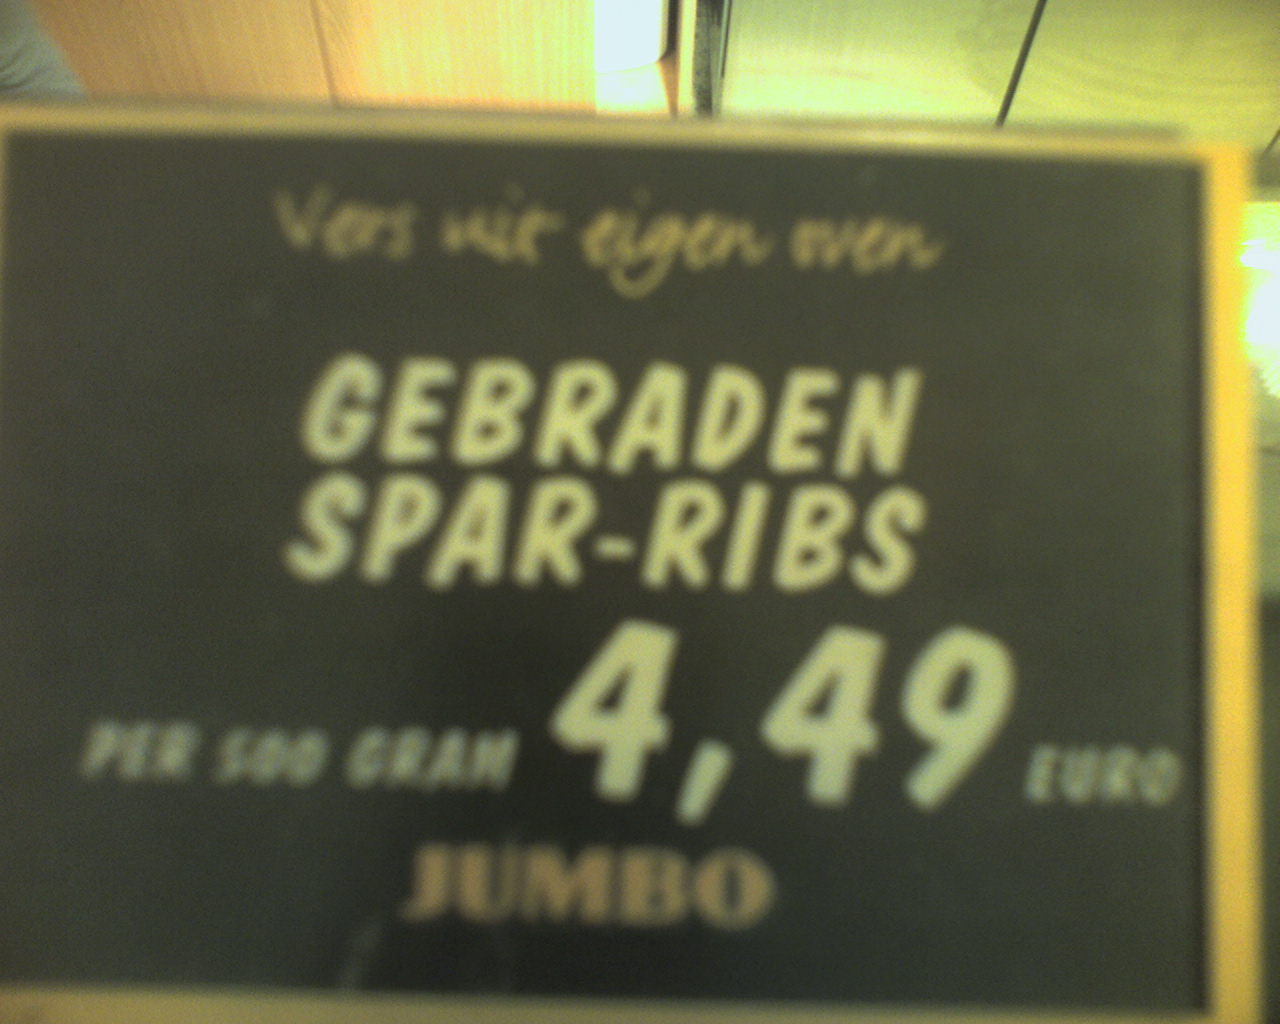 Vers uit eigen oven
GEBRADEN
SPAR-RIBS
PER 500 GRAM 4,49 EURO
JUMBO